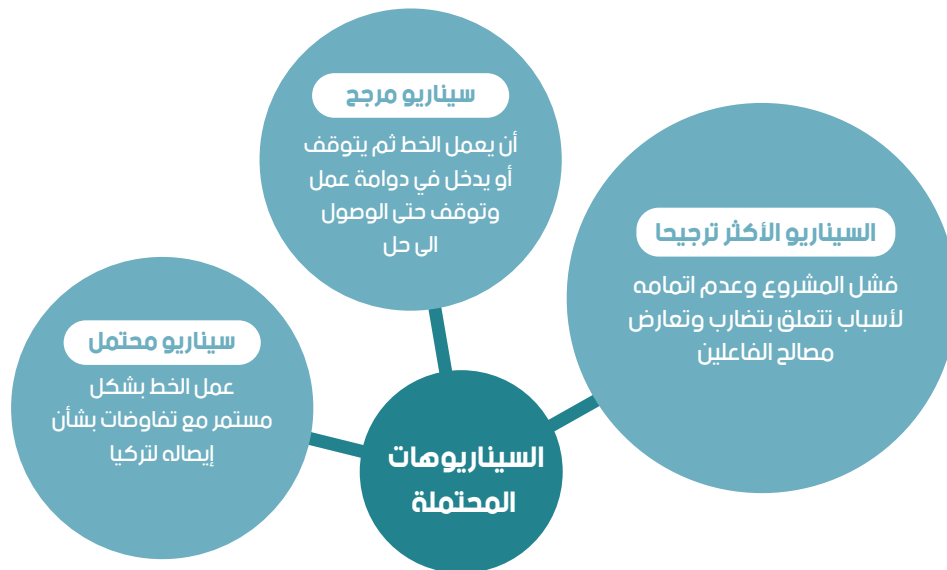 سيناريو مرجح
أن يعمل الخط ثم يتوقف
أو يدخل في دوامة عمل
وتوقف حتى الوصول
الى حل
السيناريو الأكثر ترجيحا
فشل المشروع وعدم اتمامه
لأسباب تتعلق بتضارب وتعارض
مصالح الفاعلين
سيناريو محتمل
عمل الخط بشكل
مستمر مع تفاوضات بشأن
إيصاله لتركيا
السيناريوهات
المحتملة